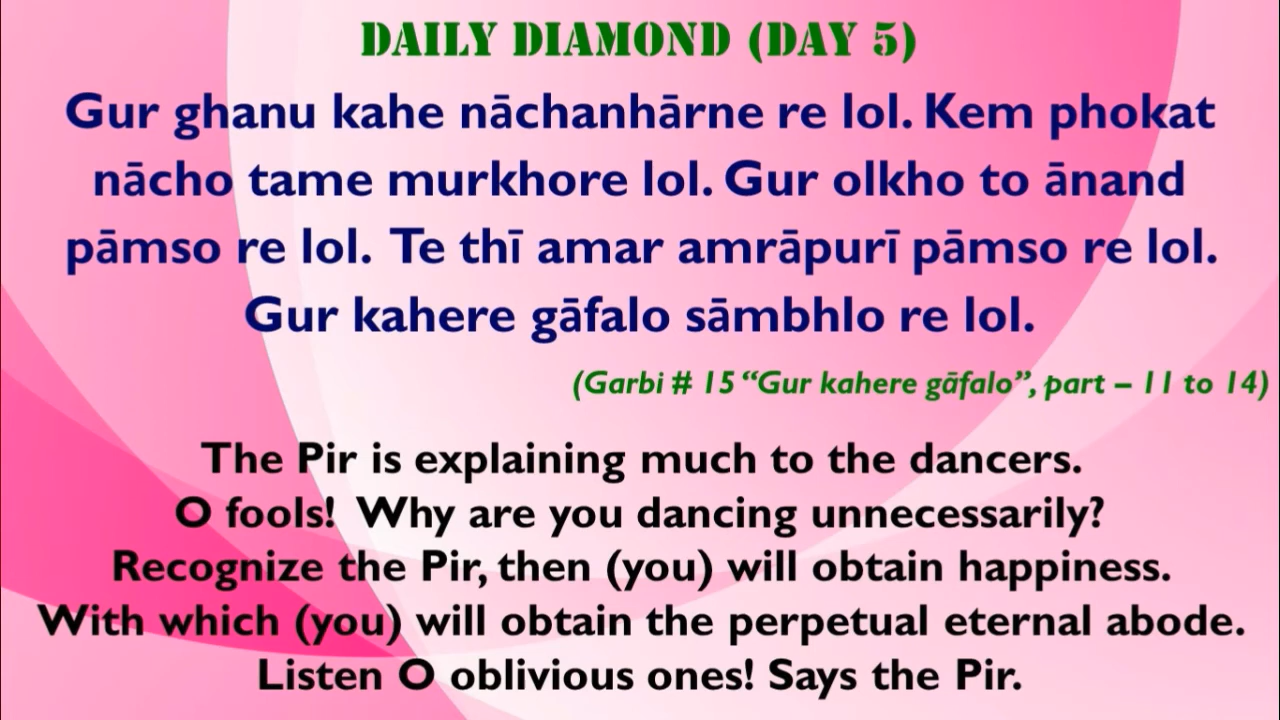 DAILY DIAMOND (DAY 5)
Gur ghanu kahe nāchanhārne re lol. Kem phokat
nācho tame murkhore lol. Gur olkho to ānand
pāmso re lol. Te thī amar amrāpurī pāmso re lol.
Gur kahere gāfalo sāmbhlo re lol.
(Garbi # 15 “Gur kahere gāfalo”, part – 11 to 14)
The Pir is explaining much to the dancers.
O fools! Why are you dancing unnecessarily?
Recognize the Pir, then (you) will obtain happiness.
With which (you) will obtain the perpetual eternal abode.
Listen O oblivious ones! Says the Pir.